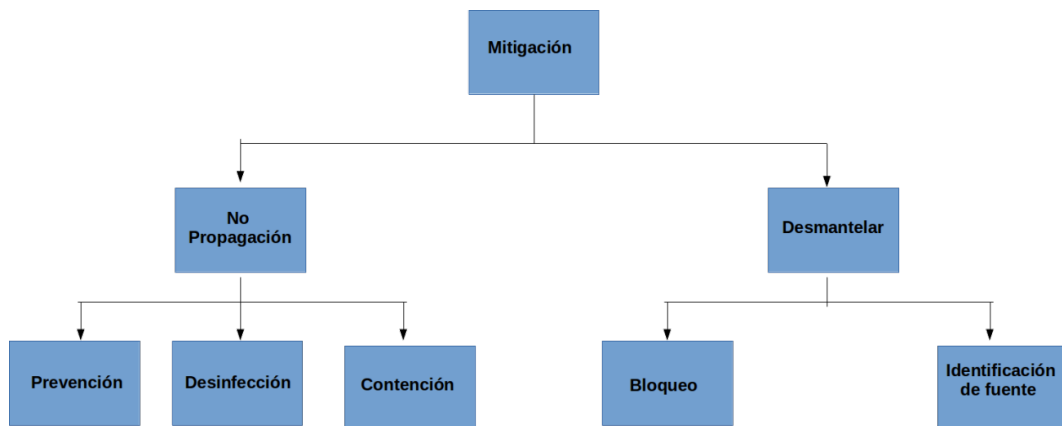 Mitigación
No
Propagación
Desmantelar
Prevención
Desinfección
Contención
Bloqueo
Identificación
de fuente